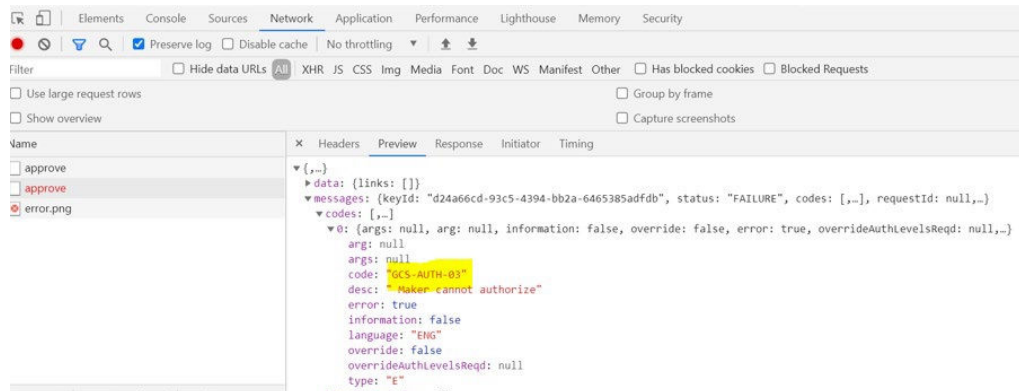 Elements Console Sources Network Application Performance Lighthouse Memory Security
Preserve log Disable cache No throttling
Filter Hide data URLs All XHR JS CSS Img Media Font Doc WS Manifest Other Has blocked cookies Blocked Requests
Use large request rows Group by frame
Show overview Capture screenshots
Name × Headers Preview Response Initiator Timing
approve
approve
error.png
▼{,…}
▶data: {links: []}
▼messages: {keyId: "d24a66cd-93c5-4394-bb2a-6465385adfdb", status: "FAILURE", codes: [,…], requestId: null,…}
▼codes: [,…]
▼0: {args: null, arg: null, information: false, override: false, error: true, overrideAuthLevelsReqd: null,…}
arg: null
args: null
code: "GCS-AUTH-03"
desc: " Maker cannot authorize"
error: true
information: false
language: "ENG"
override: false
overrideAuthLevelsReqd: null
type: "E"